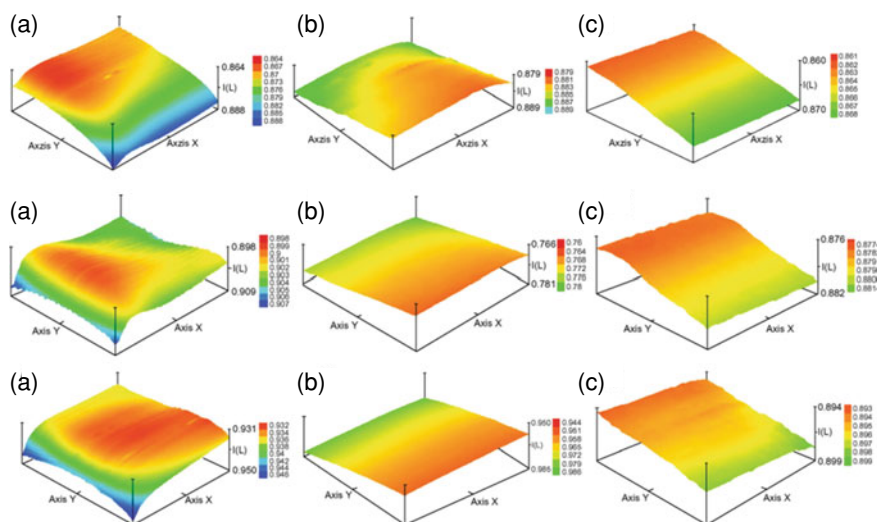 (a)
0.864
I(L)
0.888
0.864
0.867
0.87
0.873
0.876
0.879
0.882
0.885
0.888
Axzis Y
Axzis X
(b)
0.879
I(L)
0.889
0.879
0.881
0.883
0.885
0.887
0.889
Axzis Y
Axzis X
(c)
0.860
I(L)
0.870
0.861
0.862
0.863
0.864
0.865
0.866
0.867
0.868
Axzis Y
Axzis X
(a)
0.898
I(L)
0.909
0.898
0.899
0.9
0.901
0.902
0.903
0.904
0.905
0.906
0.907
Axis Y
Axis X
(b)
0.766
I(L)
0.781
0.76
0.764
0.768
0.772
0.776
0.78
Axis Y
Axis X
(c)
0.876
I(L)
0.882
Axis Y
Axis X
(a)
0.931
I(L)
0.950
0.932
0.934
0.936
0.938
0.94
0.942
0.944
0.946
Axis Y
Axis X
(b)
0.950
I(L)
0.985
0.944
0.951
0.958
0.965
0.972
0.979
0.986
Axis Y
Axis X
(c)
0.894
I(L)
0.899
0.893
0.894
0.895
0.896
0.897
0.898
0.899
Axis Y
Axis X